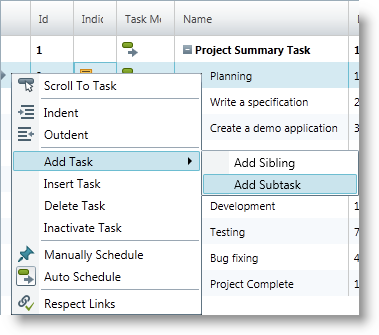 Id Indi Task Mo Name
1 Project Summary Task 1
Planning 1
Write a specification 2
Create a demo application 3
Scroll To Task
Indent
Outdent
Add Task
Add Sibling
Add Subtask
Insert Task
Delete Task
Inactivate Task
Manually Schedule
Auto Schedule
Respect Links
Development 1
Testing 7
Bug fixing 4
Project Complete 1